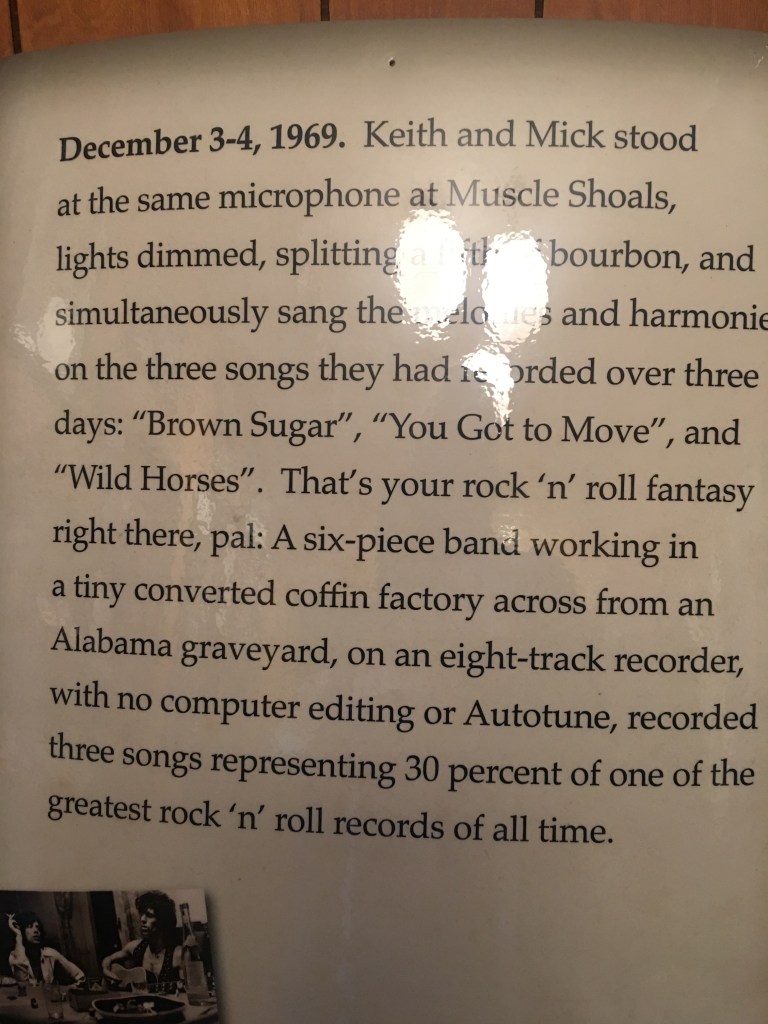 December 3-4, 1969. Keith and Mick stood
at the same microphone at Muscle Shoals,
lights dimmed, splitting a fifth of bourbon, and
simultaneously sang the melodies and harmonie
on the three songs they had recorded over three
days: “Brown Sugar”, “You Got to Move”, and
“Wild Horses”.  That’s your rock ‘n’ roll fantasy
right there, pal: A six-piece band working in
a tiny converted coffin factory across from an
Alabama graveyard, on an eight-track recorder,
with no computer editing or Autotune, recorded
three songs representing 30 percent of one of the
greatest rock ‘n’ roll records of all time.